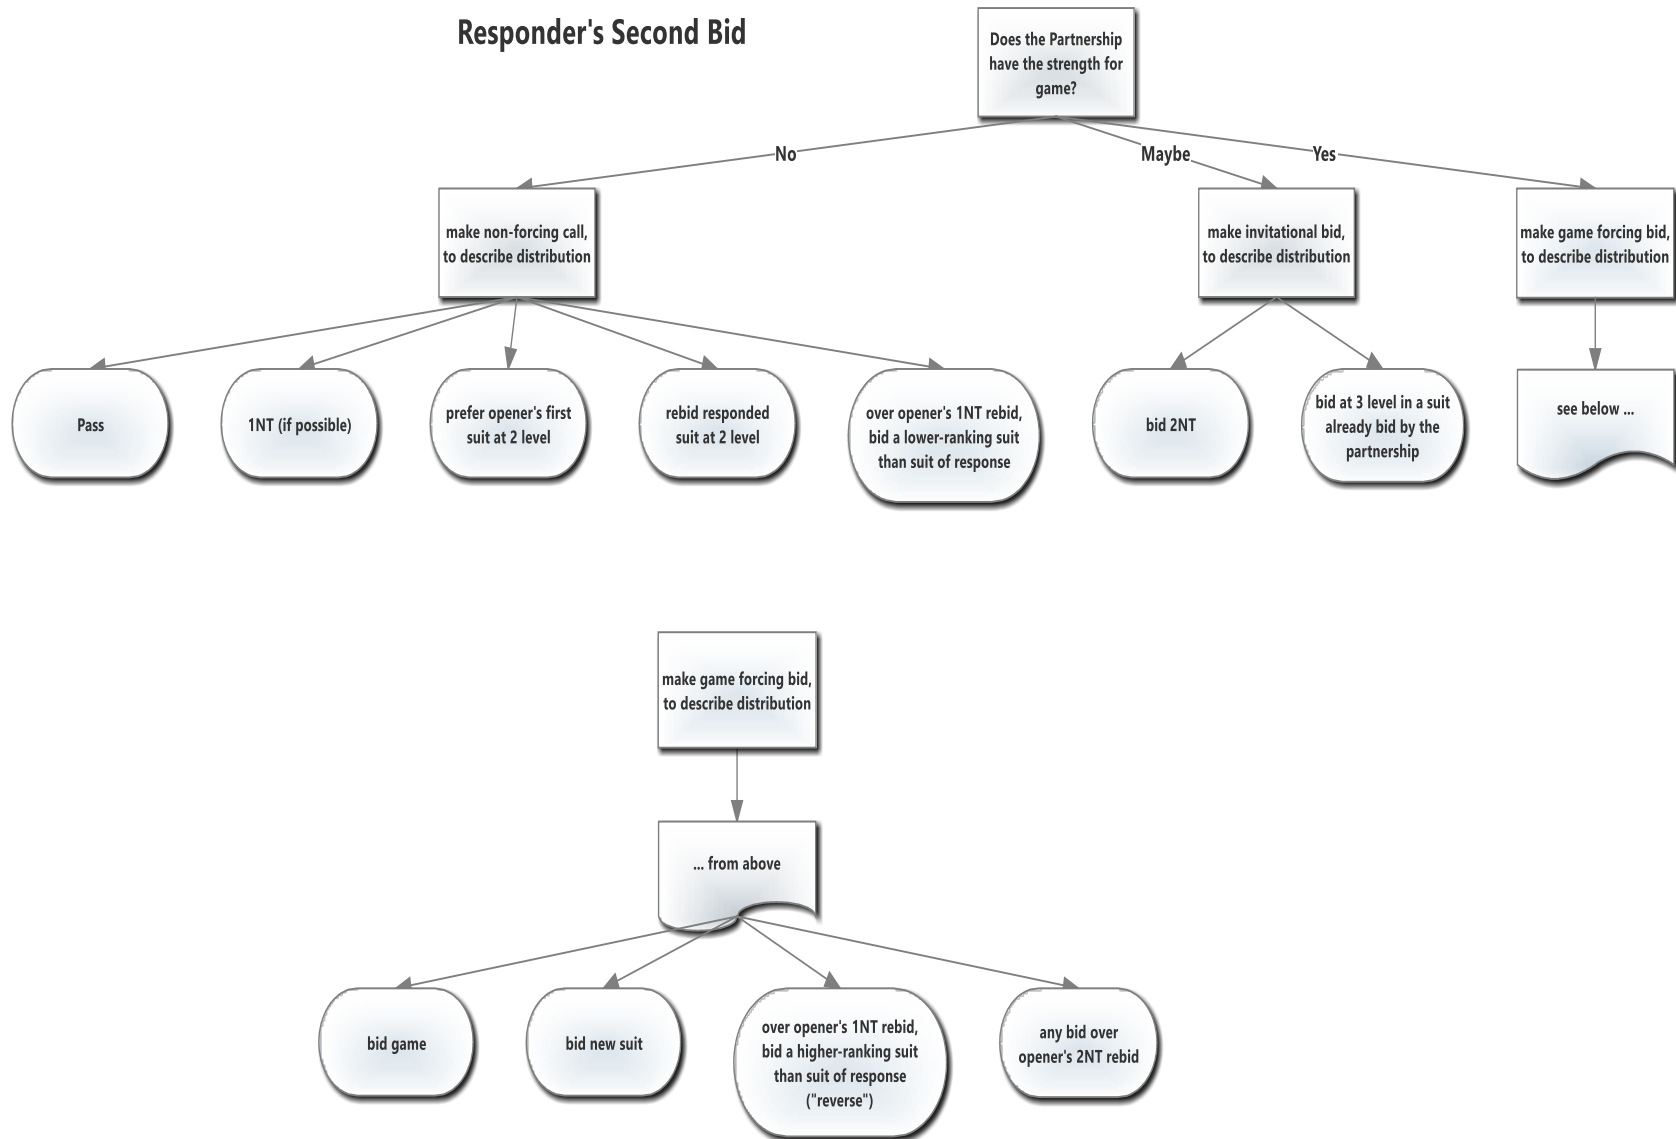 Responder's Second Bid
Does the Partnership
have the strength for
game?
No
Maybe
Yes
make non-forcing call,
to describe distribution
make invitational bid,
to describe distribution
make game forcing bid,
to describe distribution
Pass
1NT (if possible)
prefer opener's first
suit at 2 level
rebid responded
suit at 2 level
over opener's 1NT rebid,
bid a lower-ranking suit
than suit of response
bid 2NT
bid at 3 level in a suit
already bid by the
partnership
see below ...
make game forcing bid,
to describe distribution
... from above
bid game
bid new suit
over opener's 1NT rebid,
bid a higher-ranking suit
than suit of response
("reverse")
any bid over
opener's 2NT rebid